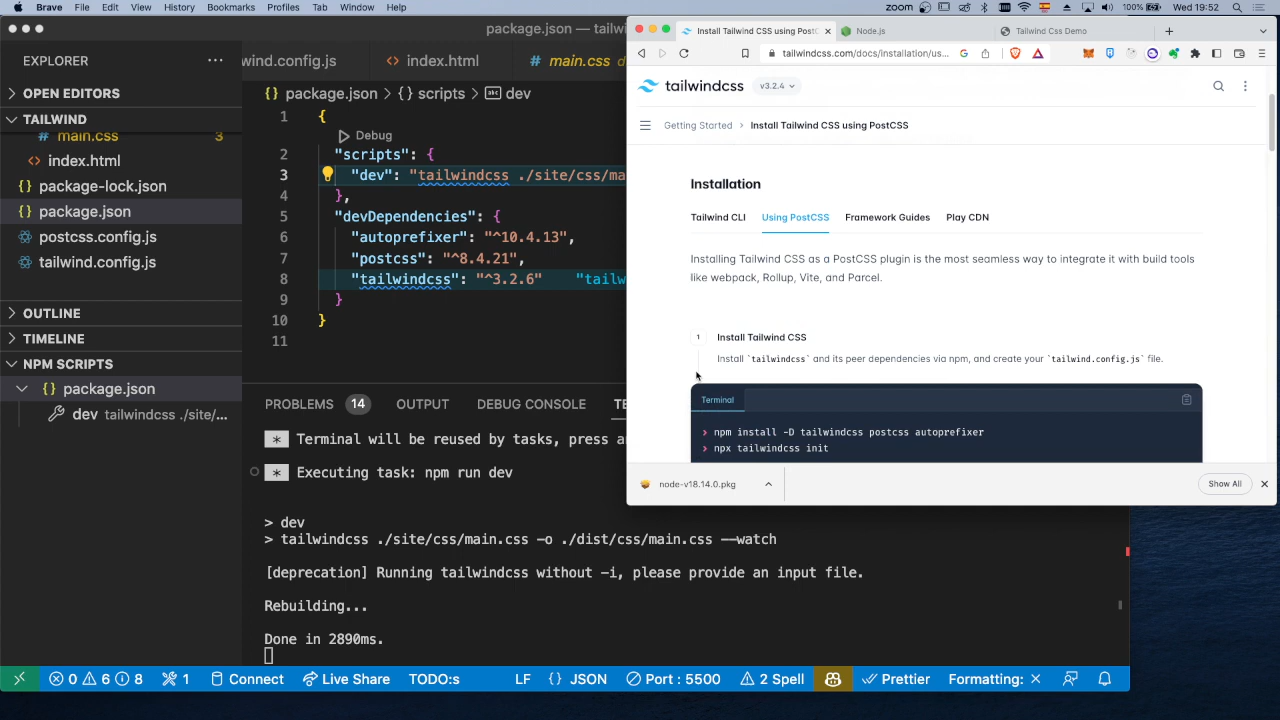 Brave File Edit View History Bookmarks Profiles Tab Window Help
zoom 100% Wed 19:52
package.json — tailwi
EXPLORER
OPEN EDITORS
TAILWIND
main.css 3
index.html
package-lock.json
package.json
postcss.config.js
tailwind.config.js
OUTLINE
TIMELINE
NPM SCRIPTS
package.json
dev tailwindcss ./site/...
wind.config.js index.html main.css d
package.json > {} scripts > abc dev
1 {
Debug
2 "scripts": {
3 "dev": "tailwindcss ./site/css/ma
4 },
5 "devDependencies": {
6 "autoprefixer": "^10.4.13",
7 "postcss": "^8.4.21",
8 "tailwindcss": "^3.2.6" "tailw
9 }
10 }
11
PROBLEMS 14 OUTPUT DEBUG CONSOLE TE
* Terminal will be reused by tasks, press a
* Executing task: npm run dev
> dev
> tailwindcss ./site/css/main.css -o ./dist/css/main.css --watch
[deprecation] Running tailwindcss without -i, please provide an input file.
Rebuilding...
Done in 2890ms.
0 6 8 1 Connect Live Share TODO:s LF {} JSON Port : 5500 2 Spell Prettier Formatting: ×
Install Tailwind CSS using PostC × Node.js Tailwind Css Demo +
tailwindcss.com/docs/installation/us...
tailwindcss v3.2.4
Getting Started > Install Tailwind CSS using PostCSS
Installation
Tailwind CLI Using PostCSS Framework Guides Play CDN
Installing Tailwind CSS as a PostCSS plugin is the most seamless way to integrate it with build tools
like webpack, Rollup, Vite, and Parcel.
1 Install Tailwind CSS
Install `tailwindcss` and its peer dependencies via npm, and create your `tailwind.config.js` file.
Terminal
> npm install -D tailwindcss postcss autoprefixer
> npx tailwindcss init
node-v18.14.0.pkg Show All ×